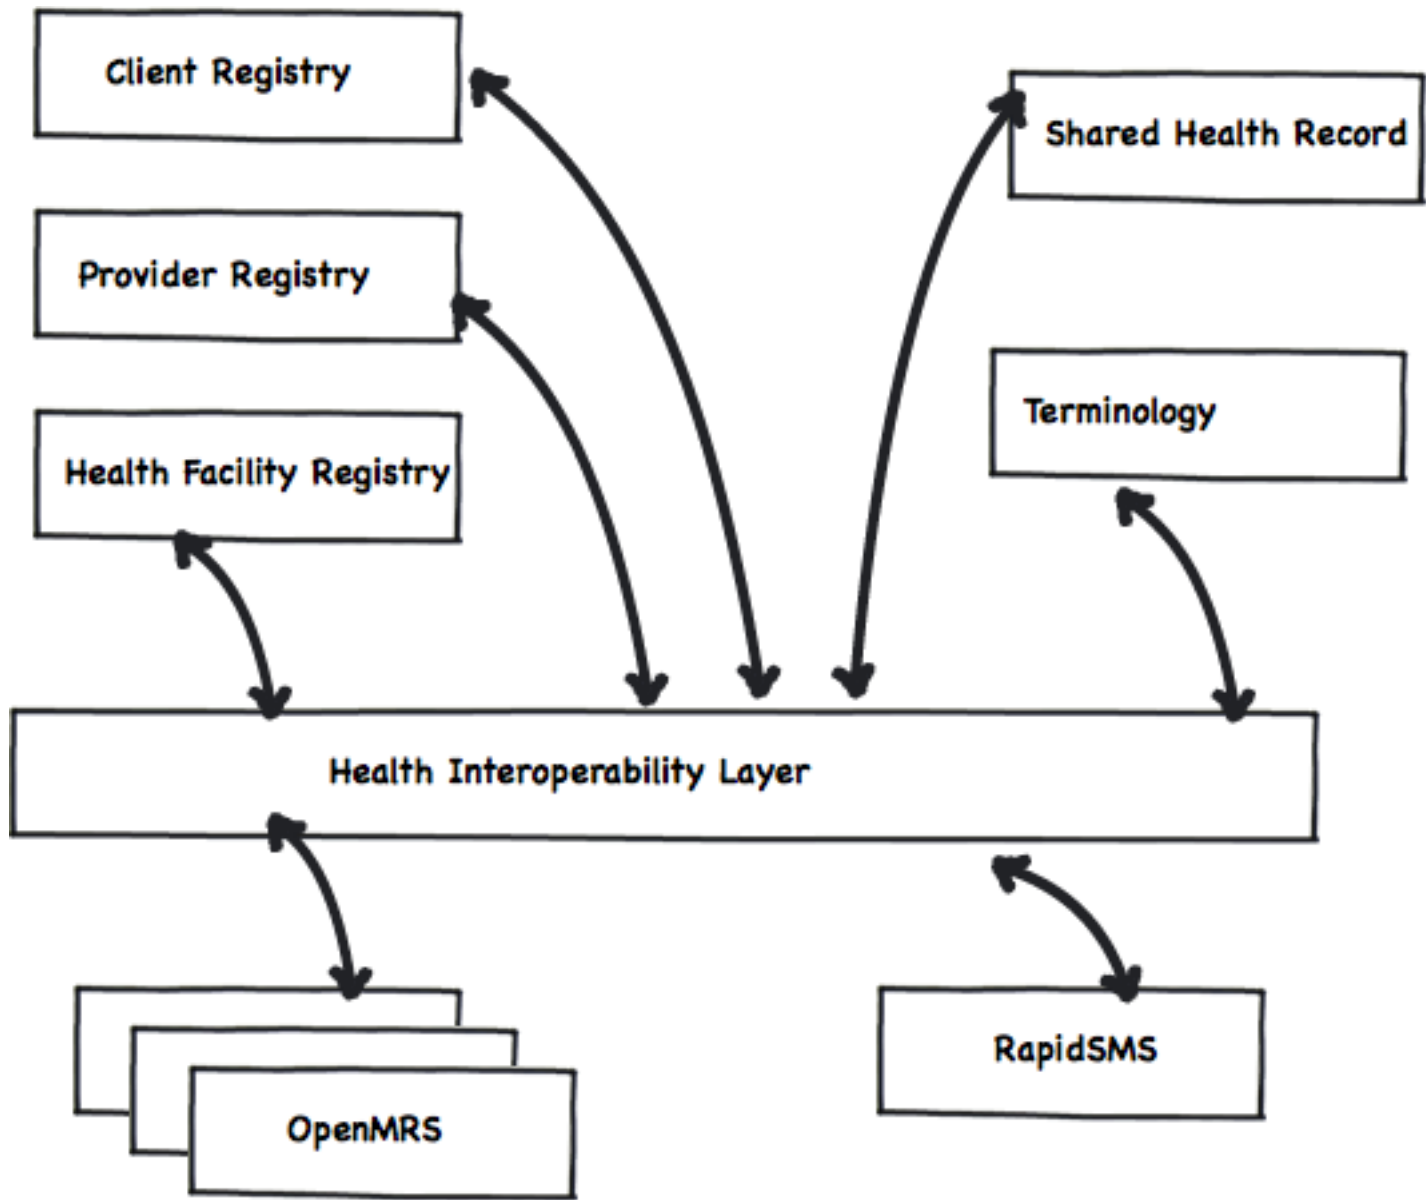 Client Registry
Shared Health Record
Provider Registry
Terminology
Health Facility Registry
Health Interoperability Layer
RapidSMS
OpenMRS